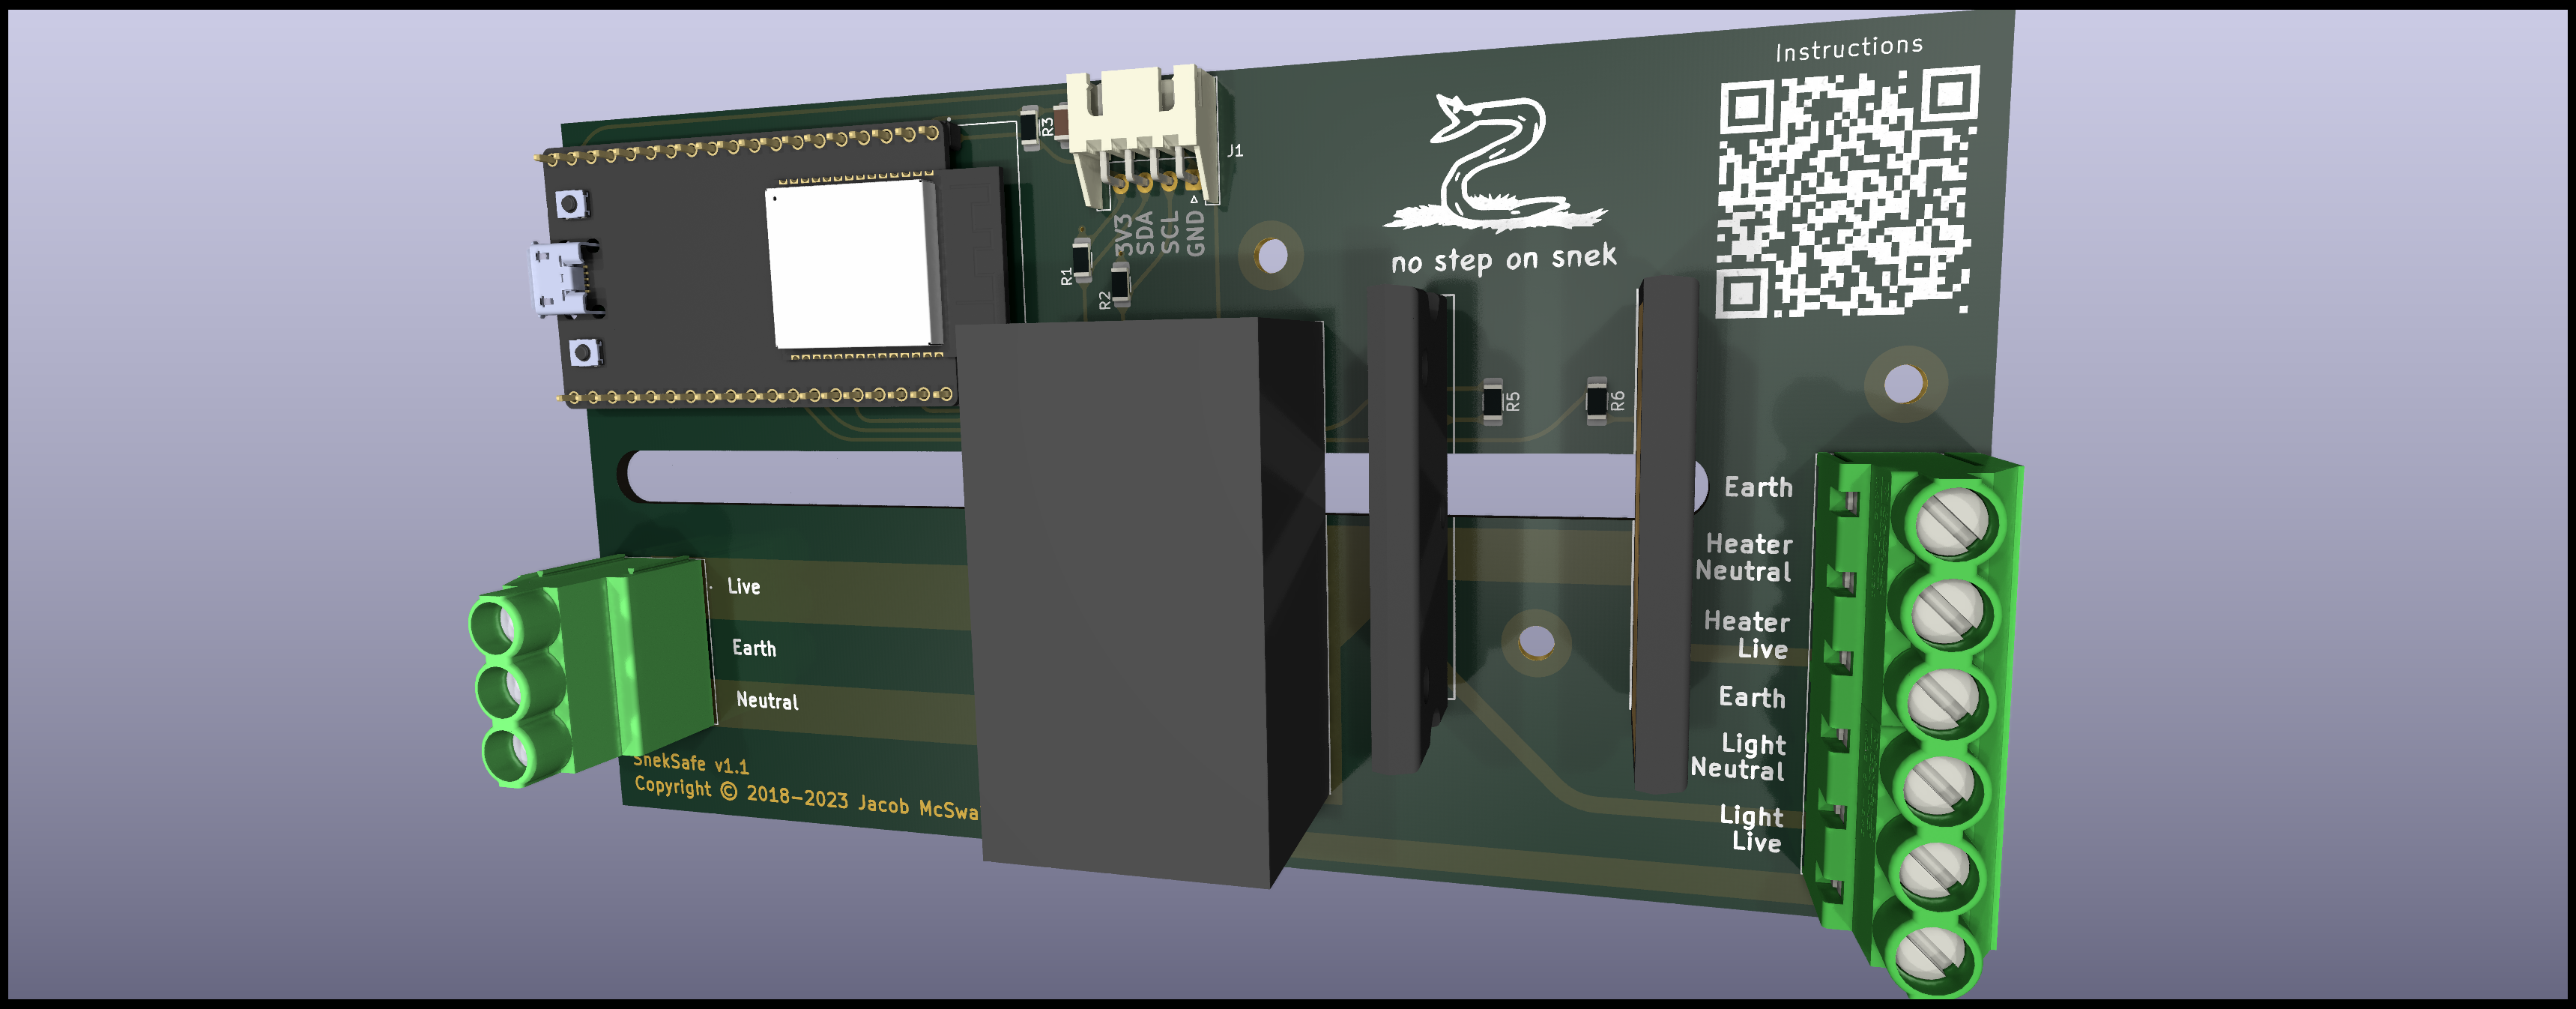 Instructions
R3
J1
3V3
SDA
SCL
GND
R1
R2
no step on snek
R5
R6
Earth
Heater
Neutral
Heater
Live
Earth
Light
Neutral
Light
Live
Live
Earth
Neutral
SnekSafe v1.1
Copyright © 2018-2023 Jacob